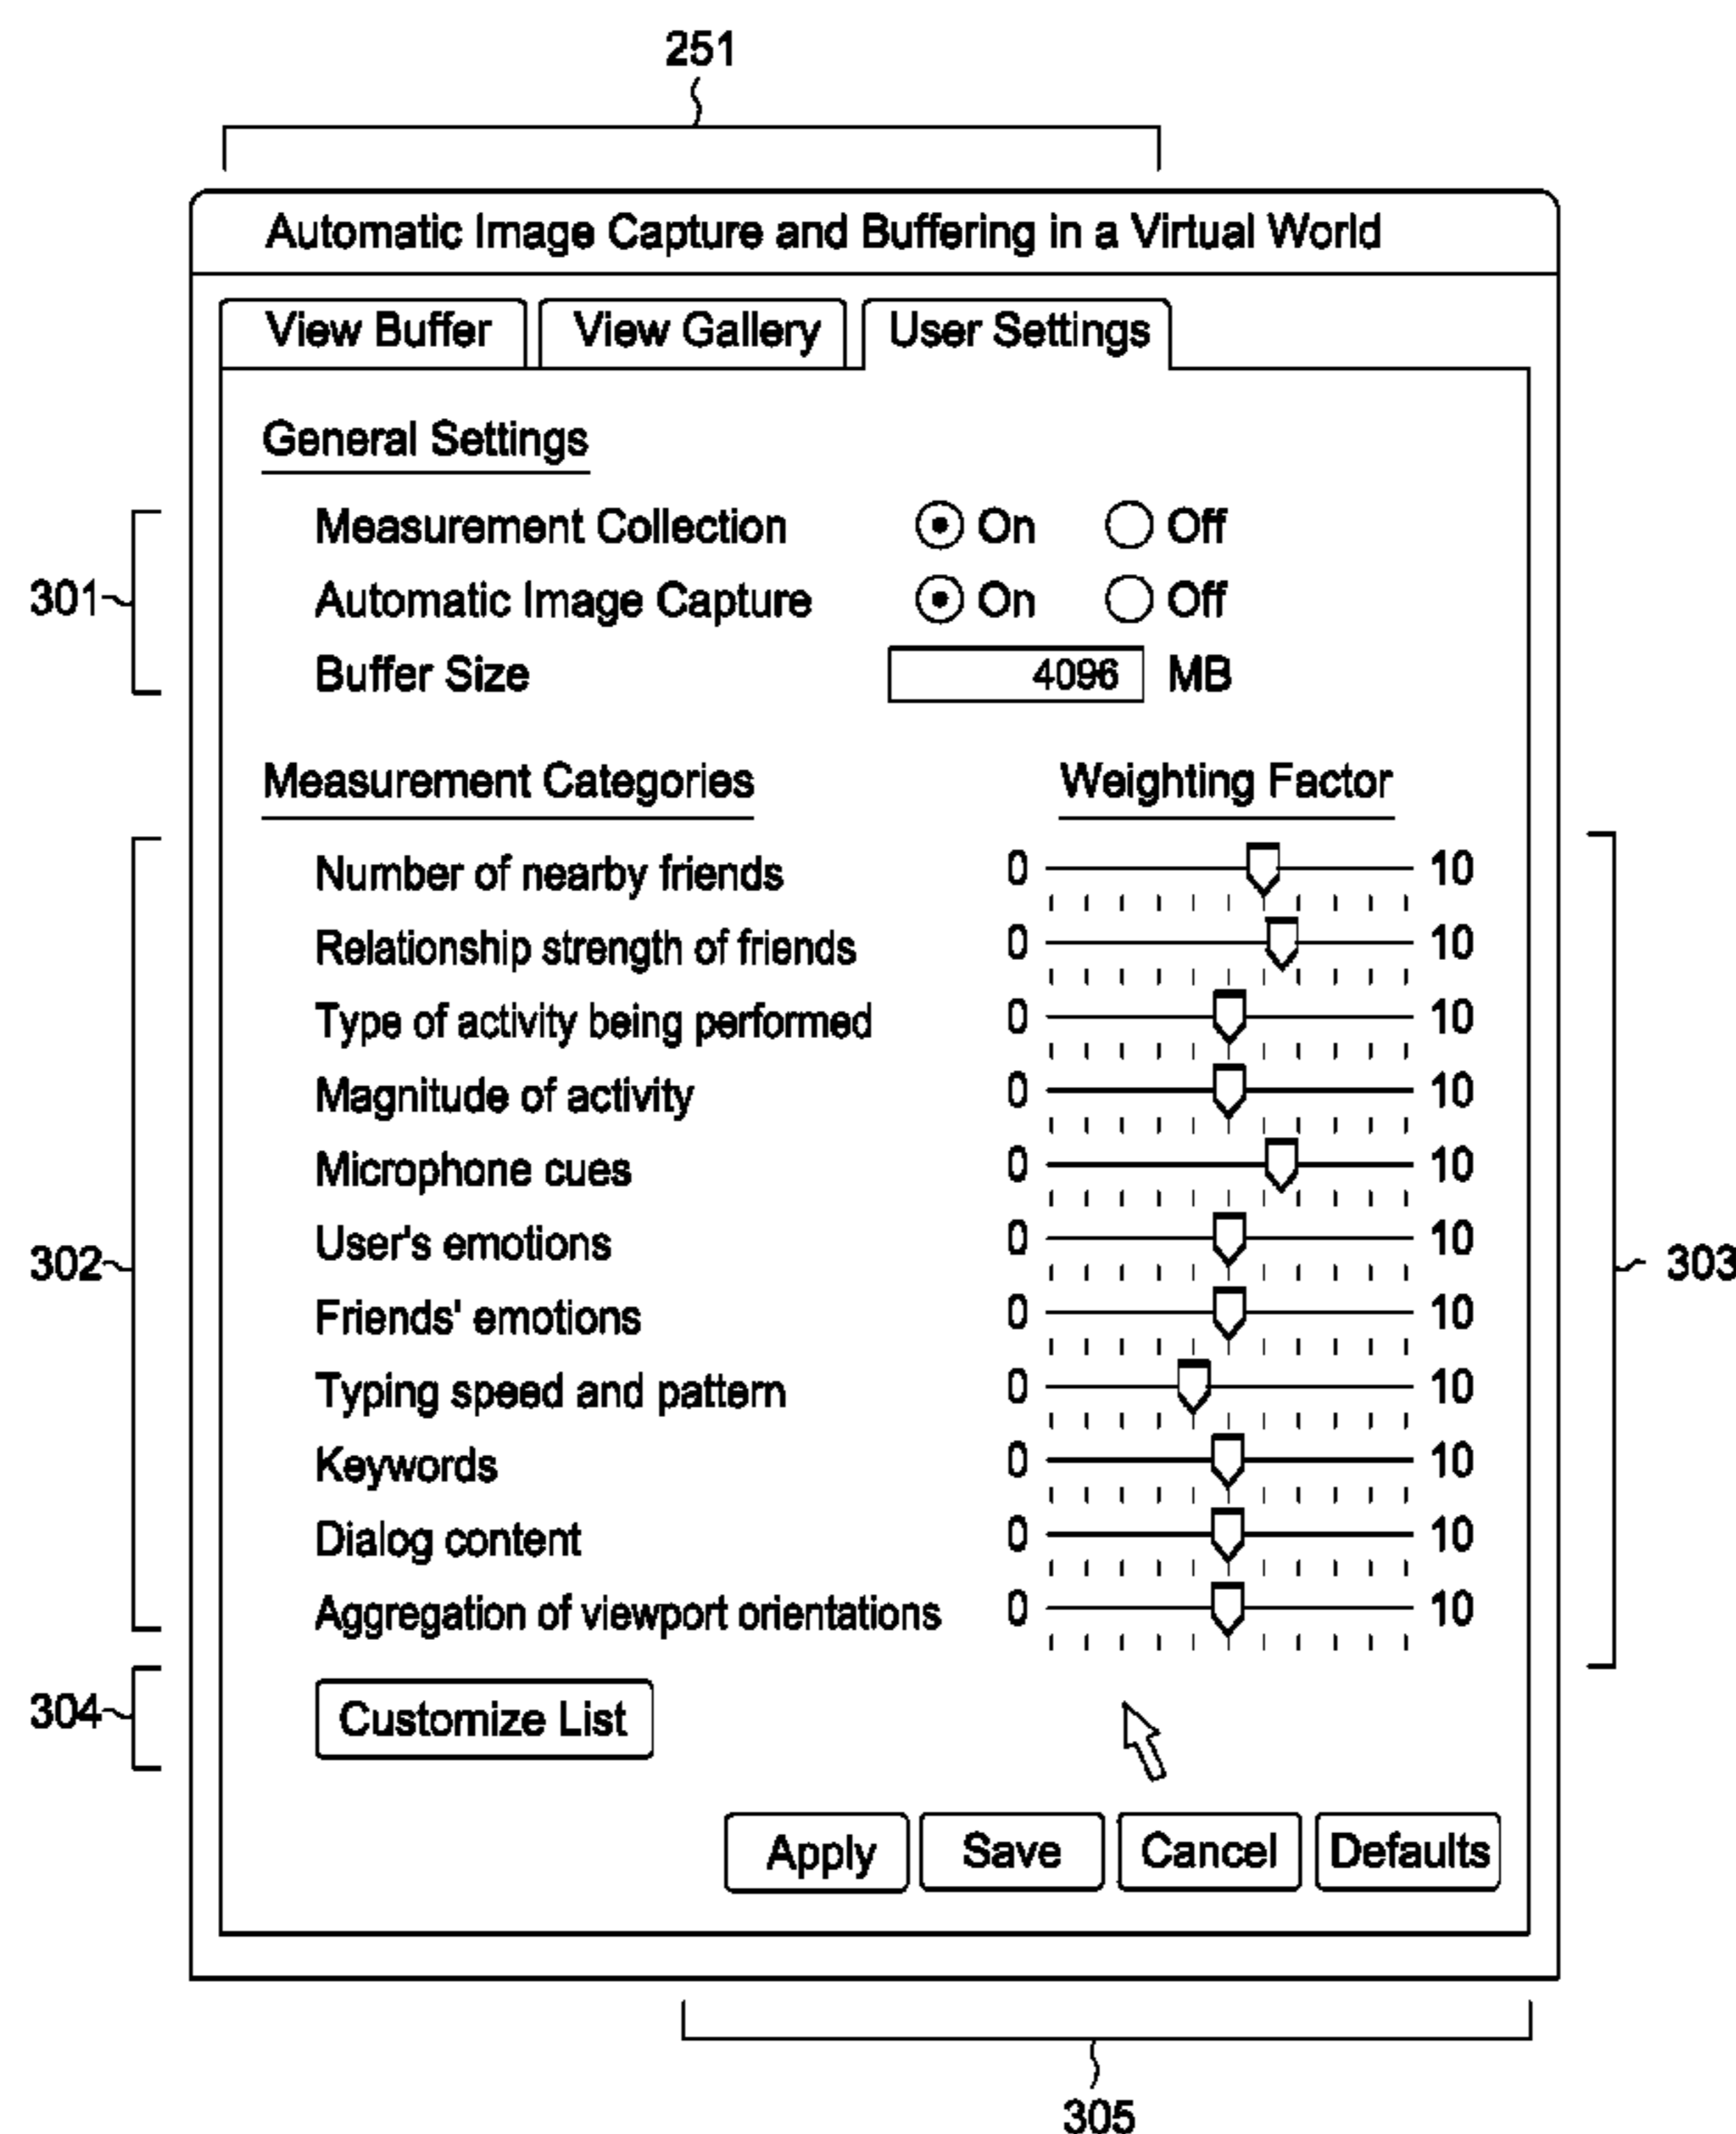 251
Automatic Image Capture and Buffering in a Virtual World
View Buffer View Gallery User Settings
General Settings
Measurement Collection On Off
301
Automatic Image Capture On Off
Buffer Size 4096 MB
Measurement Categories Weighting Factor
Number of nearby friends 0 10
Relationship strength of friends 0 10
Type of activity being performed 0 10
Magnitude of activity 0 10
Microphone cues 0 10
User's emotions 0 10
302
303
Friends' emotions 0 10
Typing speed and pattern 0 10
Keywords 0 10
Dialog content 0 10
Aggregation of viewport orientations 0 10
304
Customize List
Apply Save Cancel Defaults
305